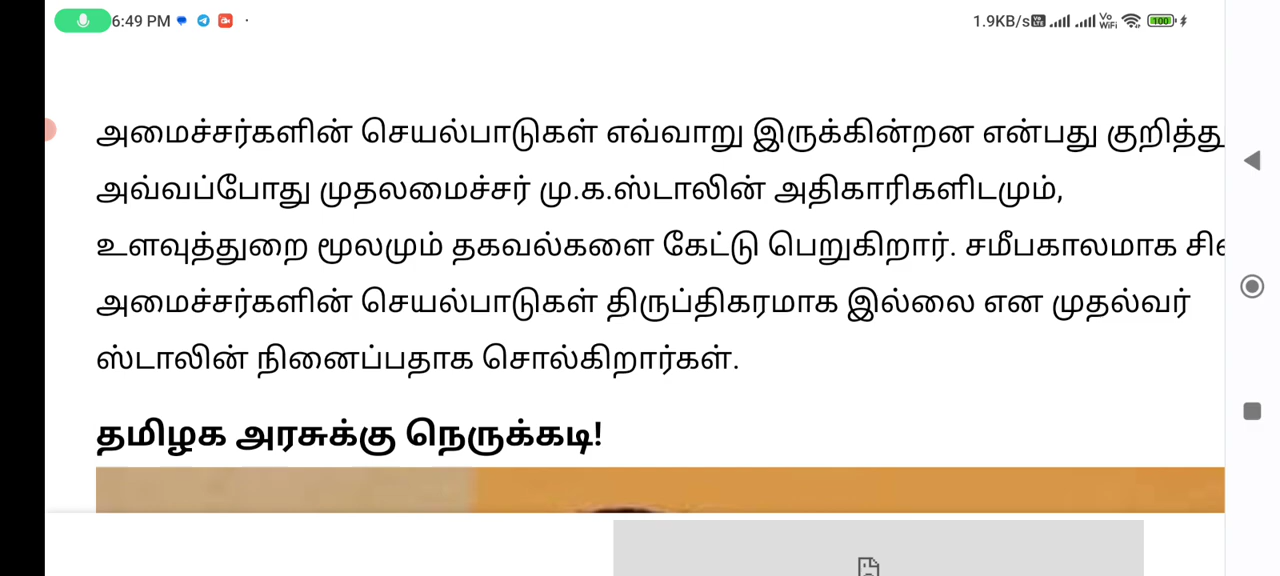 6:49 PM
1.9KB/s
Vo
WiFi
100
அமைச்சர்களின் செயல்பாடுகள் எவ்வாறு இருக்கின்றன என்பது குறித்து
அவ்வப்போது முதலமைச்சர் மு.க.ஸ்டாலின் அதிகாரிகளிடமும்,
உளவுத்துறை மூலமும் தகவல்களை கேட்டு பெறுகிறார். சமீபகாலமாக
அமைச்சர்களின் செயல்பாடுகள் திருப்திகரமாக இல்லை என முதல்வர்
ஸ்டாலின் நினைப்பதாக சொல்கிறார்கள்.
தமிழக அரசுக்கு நெருக்கடி!